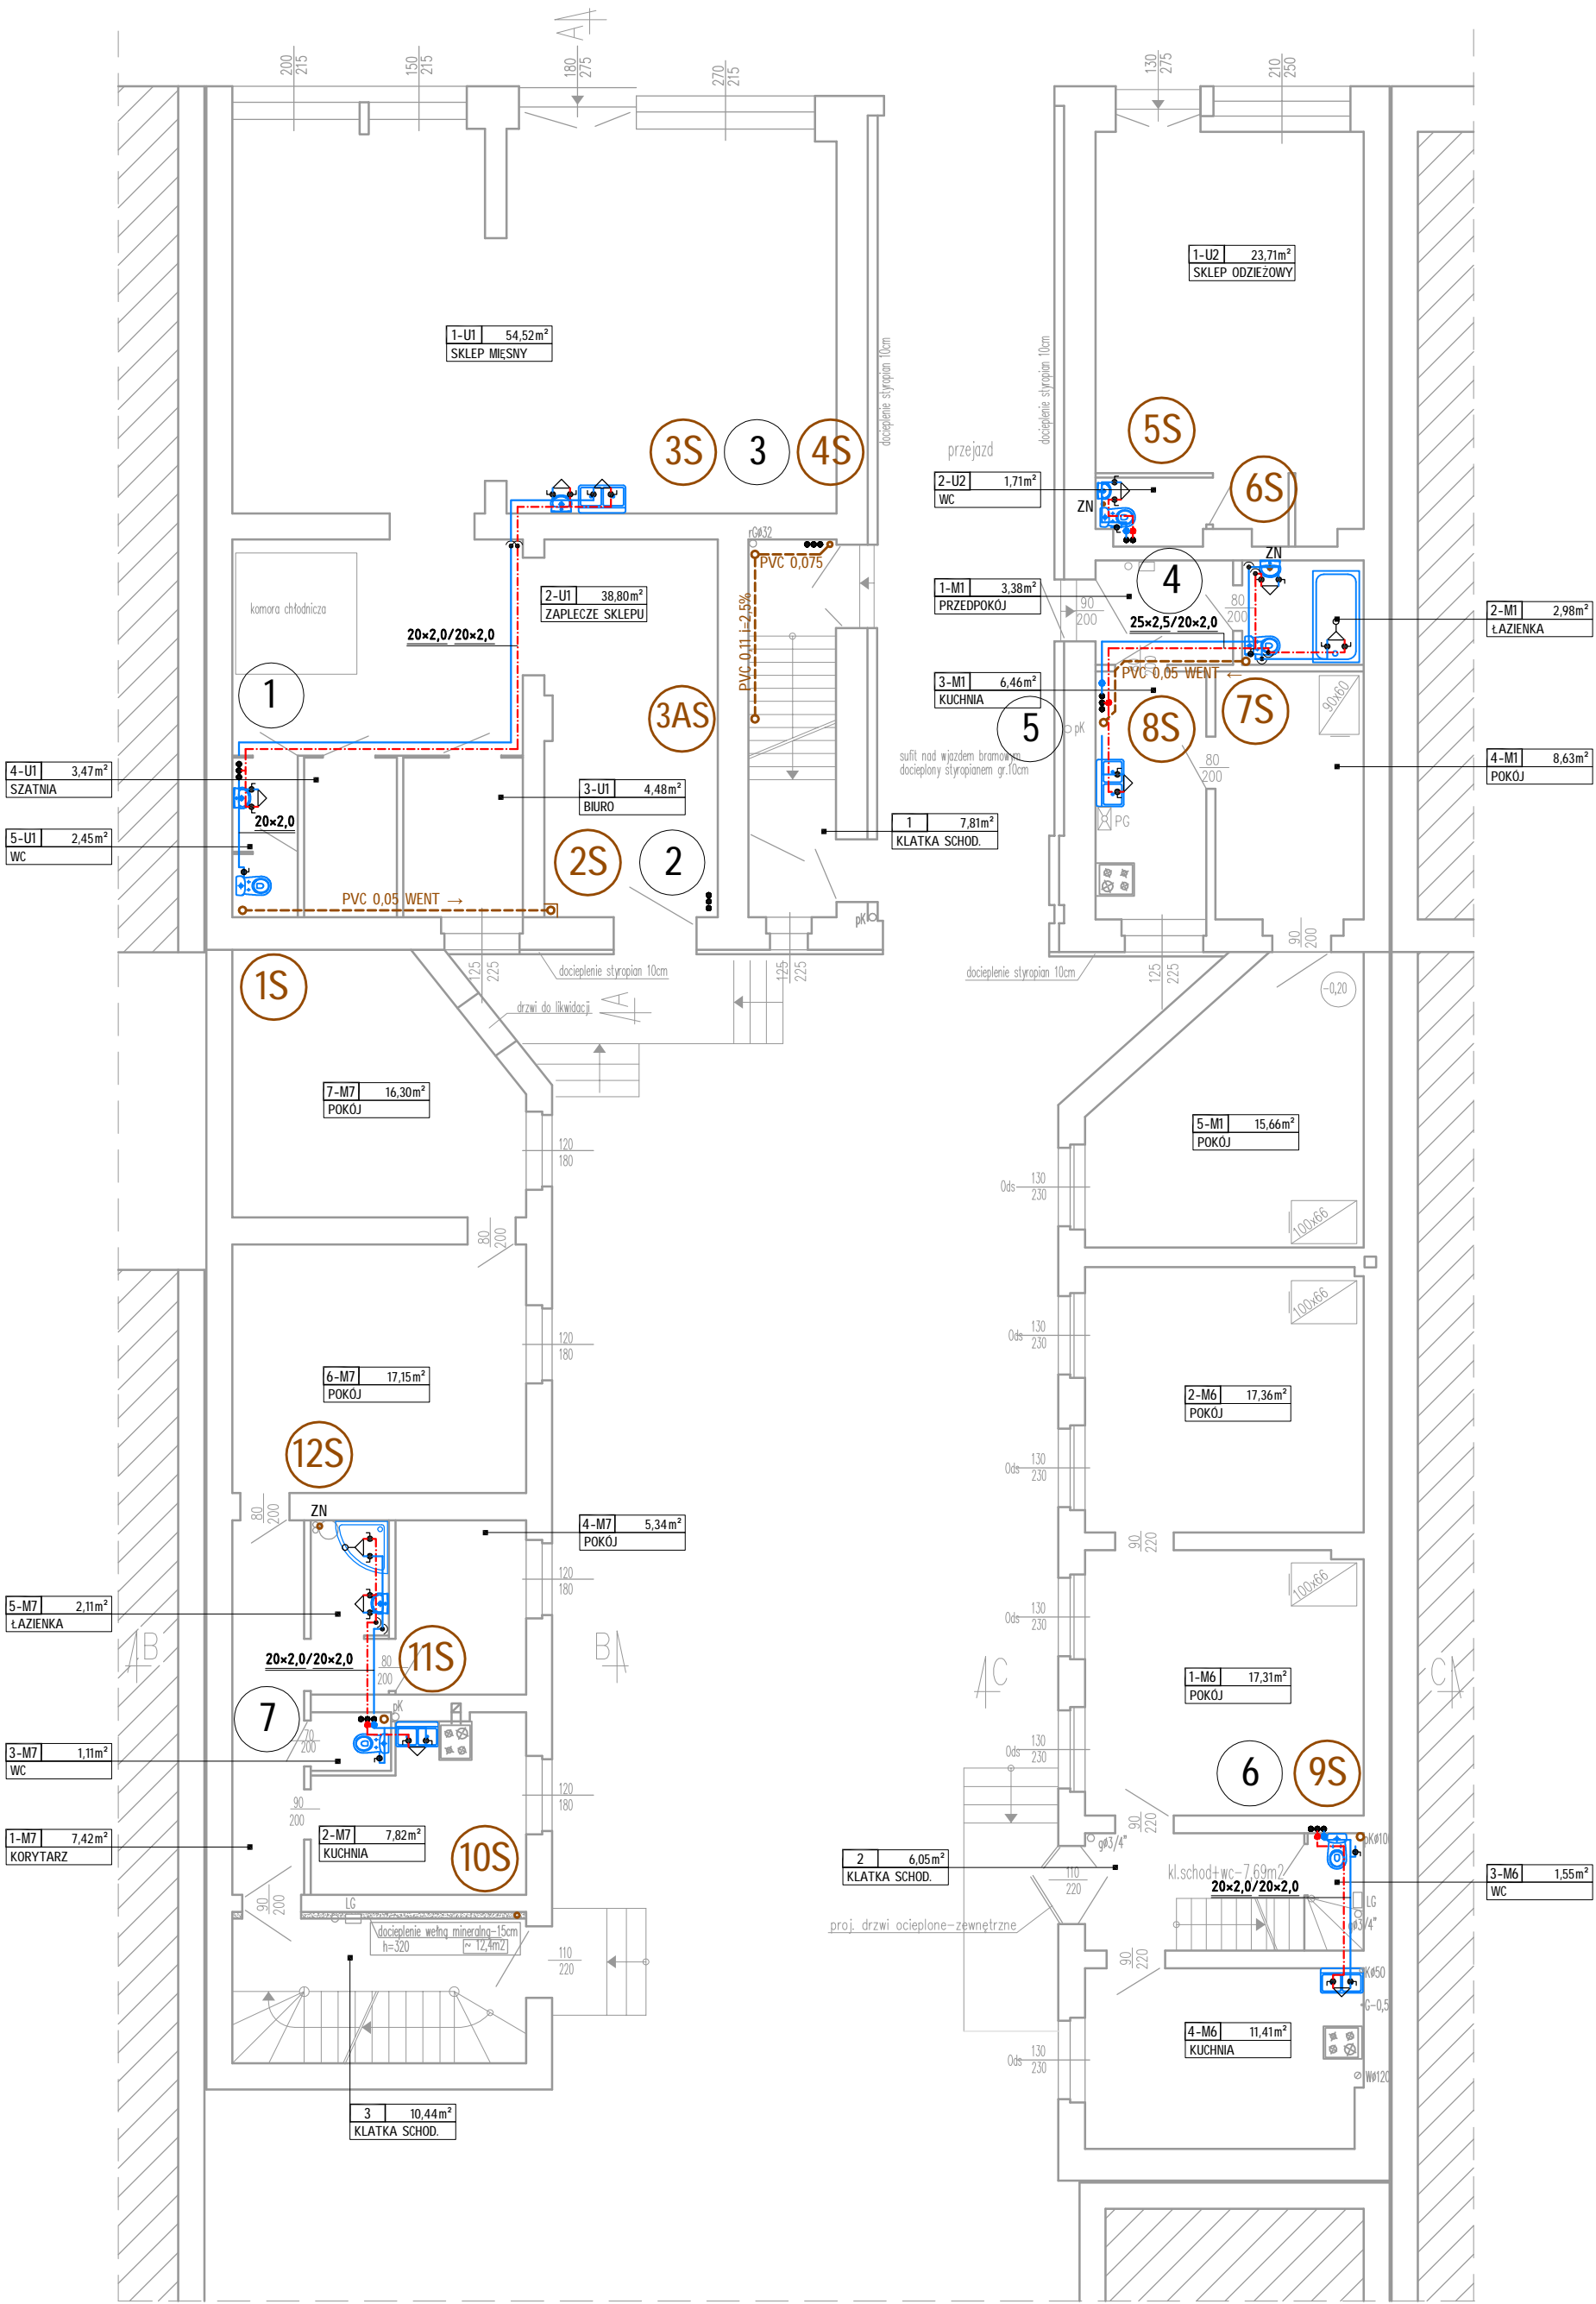 A
200
215
150
215
180
275
270
215
130
275
210
250
1-U2 23,71m²
SKLEP ODZIEŻOWY
1-U1 54,52m²
SKLEP MIĘSNY
docieplenie styropian 10cm
docieplenie styropian 10cm
3S
3
4S
przejazd
5S
6S
2-U2 1,71m²
WC
ZN
rGø32
PVC 0,075
ZN
komora chłodnicza
2-U1 38,80m²
ZAPLECZE SKLEPU
4
1-M1 3,38m²
PRZEDPOKÓJ
90
200
80
200
25×2,5/20×2,0
2-M1 2,98m²
ŁAZIENKA
20×2,0/20×2,0
PVC 0,11 i=2,5%
PVC 0,05 WENT ←
1
3AS
3-M1 6,46m²
KUCHNIA
5
pK
8S
7S
90x60
sufit nad wjazdem bramowym
docieplony styropianem gr.10cm
80
200
4-M1 8,63m²
POKÓJ
4-U1 3,47m²
SZATNIA
3-U1 4,48m²
BIURO
20×2,0
1 7,81m²
KLATKA SCHOD.
PG
5-U1 2,45m²
WC
2S
2
PVC 0,05 WENT →
pK
90
200
1S
125
225
docieplenie styropian 10cm
125
225
docieplenie styropian 10cm
125
225
-0,20
drzwi do likwidacji
A
7-M7 16,30m²
POKÓJ
120
180
5-M1 15,66m²
POKÓJ
Ods
130
230
100x66
80
200
100x66
120
180
Ods
130
230
6-M7 17,15m²
POKÓJ
2-M6 17,36m²
POKÓJ
12S
Ods
130
230
80
200
ZN
4-M7 5,34m²
POKÓJ
90
220
120
180
100x66
5-M7 2,11m²
ŁAZIENKA
Ods
130
230
B
B
C
C
20×2,0/20×2,0
11S
80
200
1-M6 17,31m²
POKÓJ
7
pK
70
200
3-M7 1,11m²
WC
Ods
130
230
6
9S
120
180
90
200
1-M7 7,42m²
KORYTARZ
2-M7 7,82m²
KUCHNIA
10S
90
220
gø3/4"
pKø10
2 6,05m²
KLATKA SCHOD.
110
220
kl.schod+wc-7,69m2
20×2,0/20×2,0
3-M6 1,55m²
WC
90
200
LG
LG
gø3/4"
docieplenie wełną mineralną-15cm
h=320
~ 12,4m2
proj. drzwi ocieplone-zewnętrzne
110
220
90
220
G-0,5
4-M6 11,41m²
KUCHNIA
Ods
130
230
Wø120
3 10,44m²
KLATKA SCHOD.